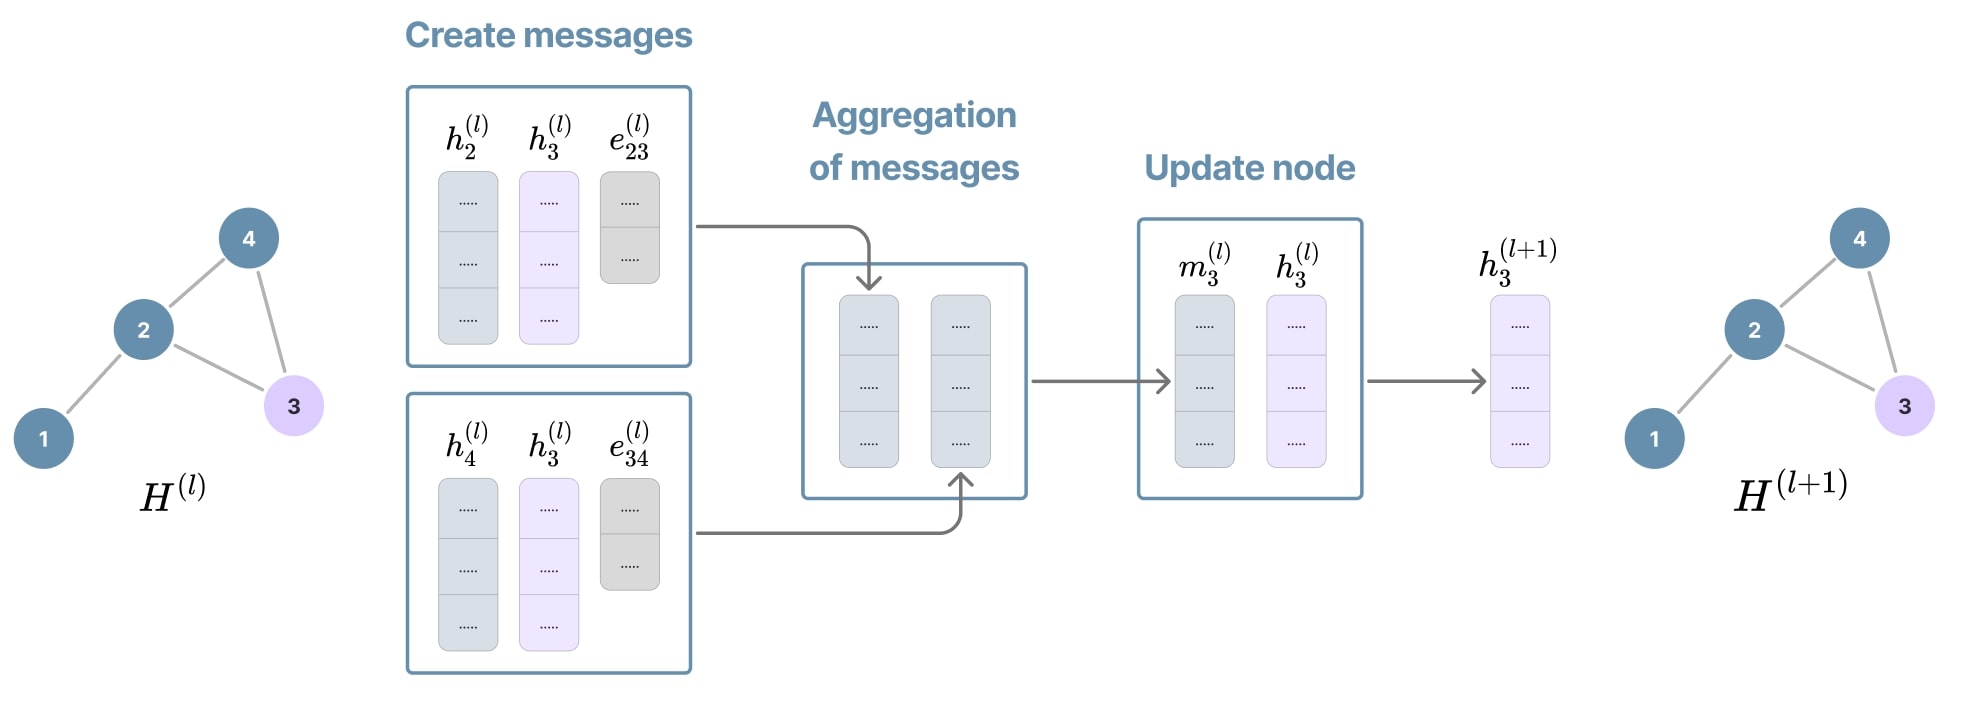 Create messages
Aggregation
of messages
Update node
4
2
3
1
H^{(l)}
h_2^{(l)} h_3^{(l)} e_{23}^{(l)}
..... ..... .....
..... ..... .....
..... .....
h_4^{(l)} h_3^{(l)} e_{34}^{(l)}
..... ..... .....
..... ..... .....
..... .....
..... .....
..... .....
..... .....
m_3^{(l)} h_3^{(l)}
..... .....
..... .....
..... .....
h_3^{(l+1)}
.....
.....
.....
4
2
3
1
H^{(l+1)}